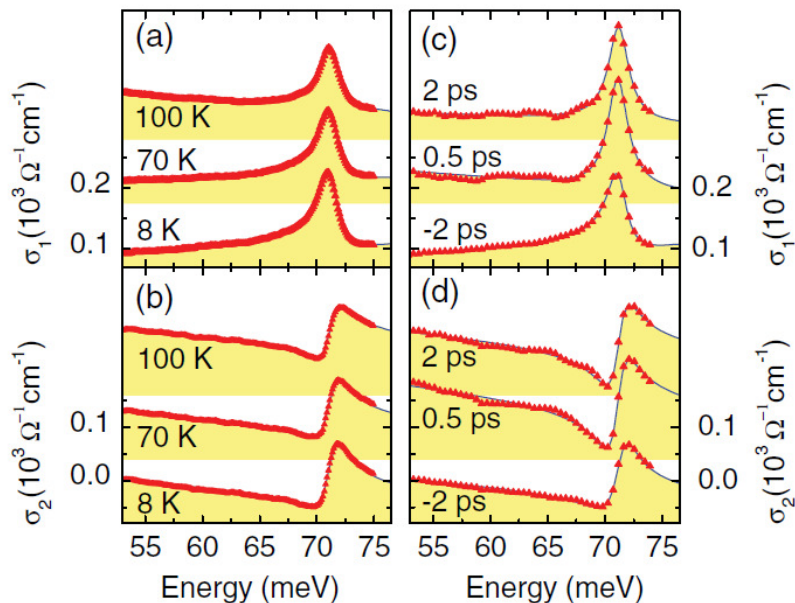 (a)
100 K
70 K
8 K
0.2
0.1
σ₁(10³ Ω⁻¹cm⁻¹)
(c)
2 ps
0.5 ps
-2 ps
0.2
0.1
σ₁(10³ Ω⁻¹cm⁻¹)
(b)
100 K
70 K
8 K
0.1
0.0
σ₂(10³ Ω⁻¹cm⁻¹)
55 60 65 70 75
Energy (meV)
(d)
2 ps
0.5 ps
-2 ps
0.1
0.0
σ₂(10³ Ω⁻¹cm⁻¹)
55 60 65 70 75
Energy (meV)